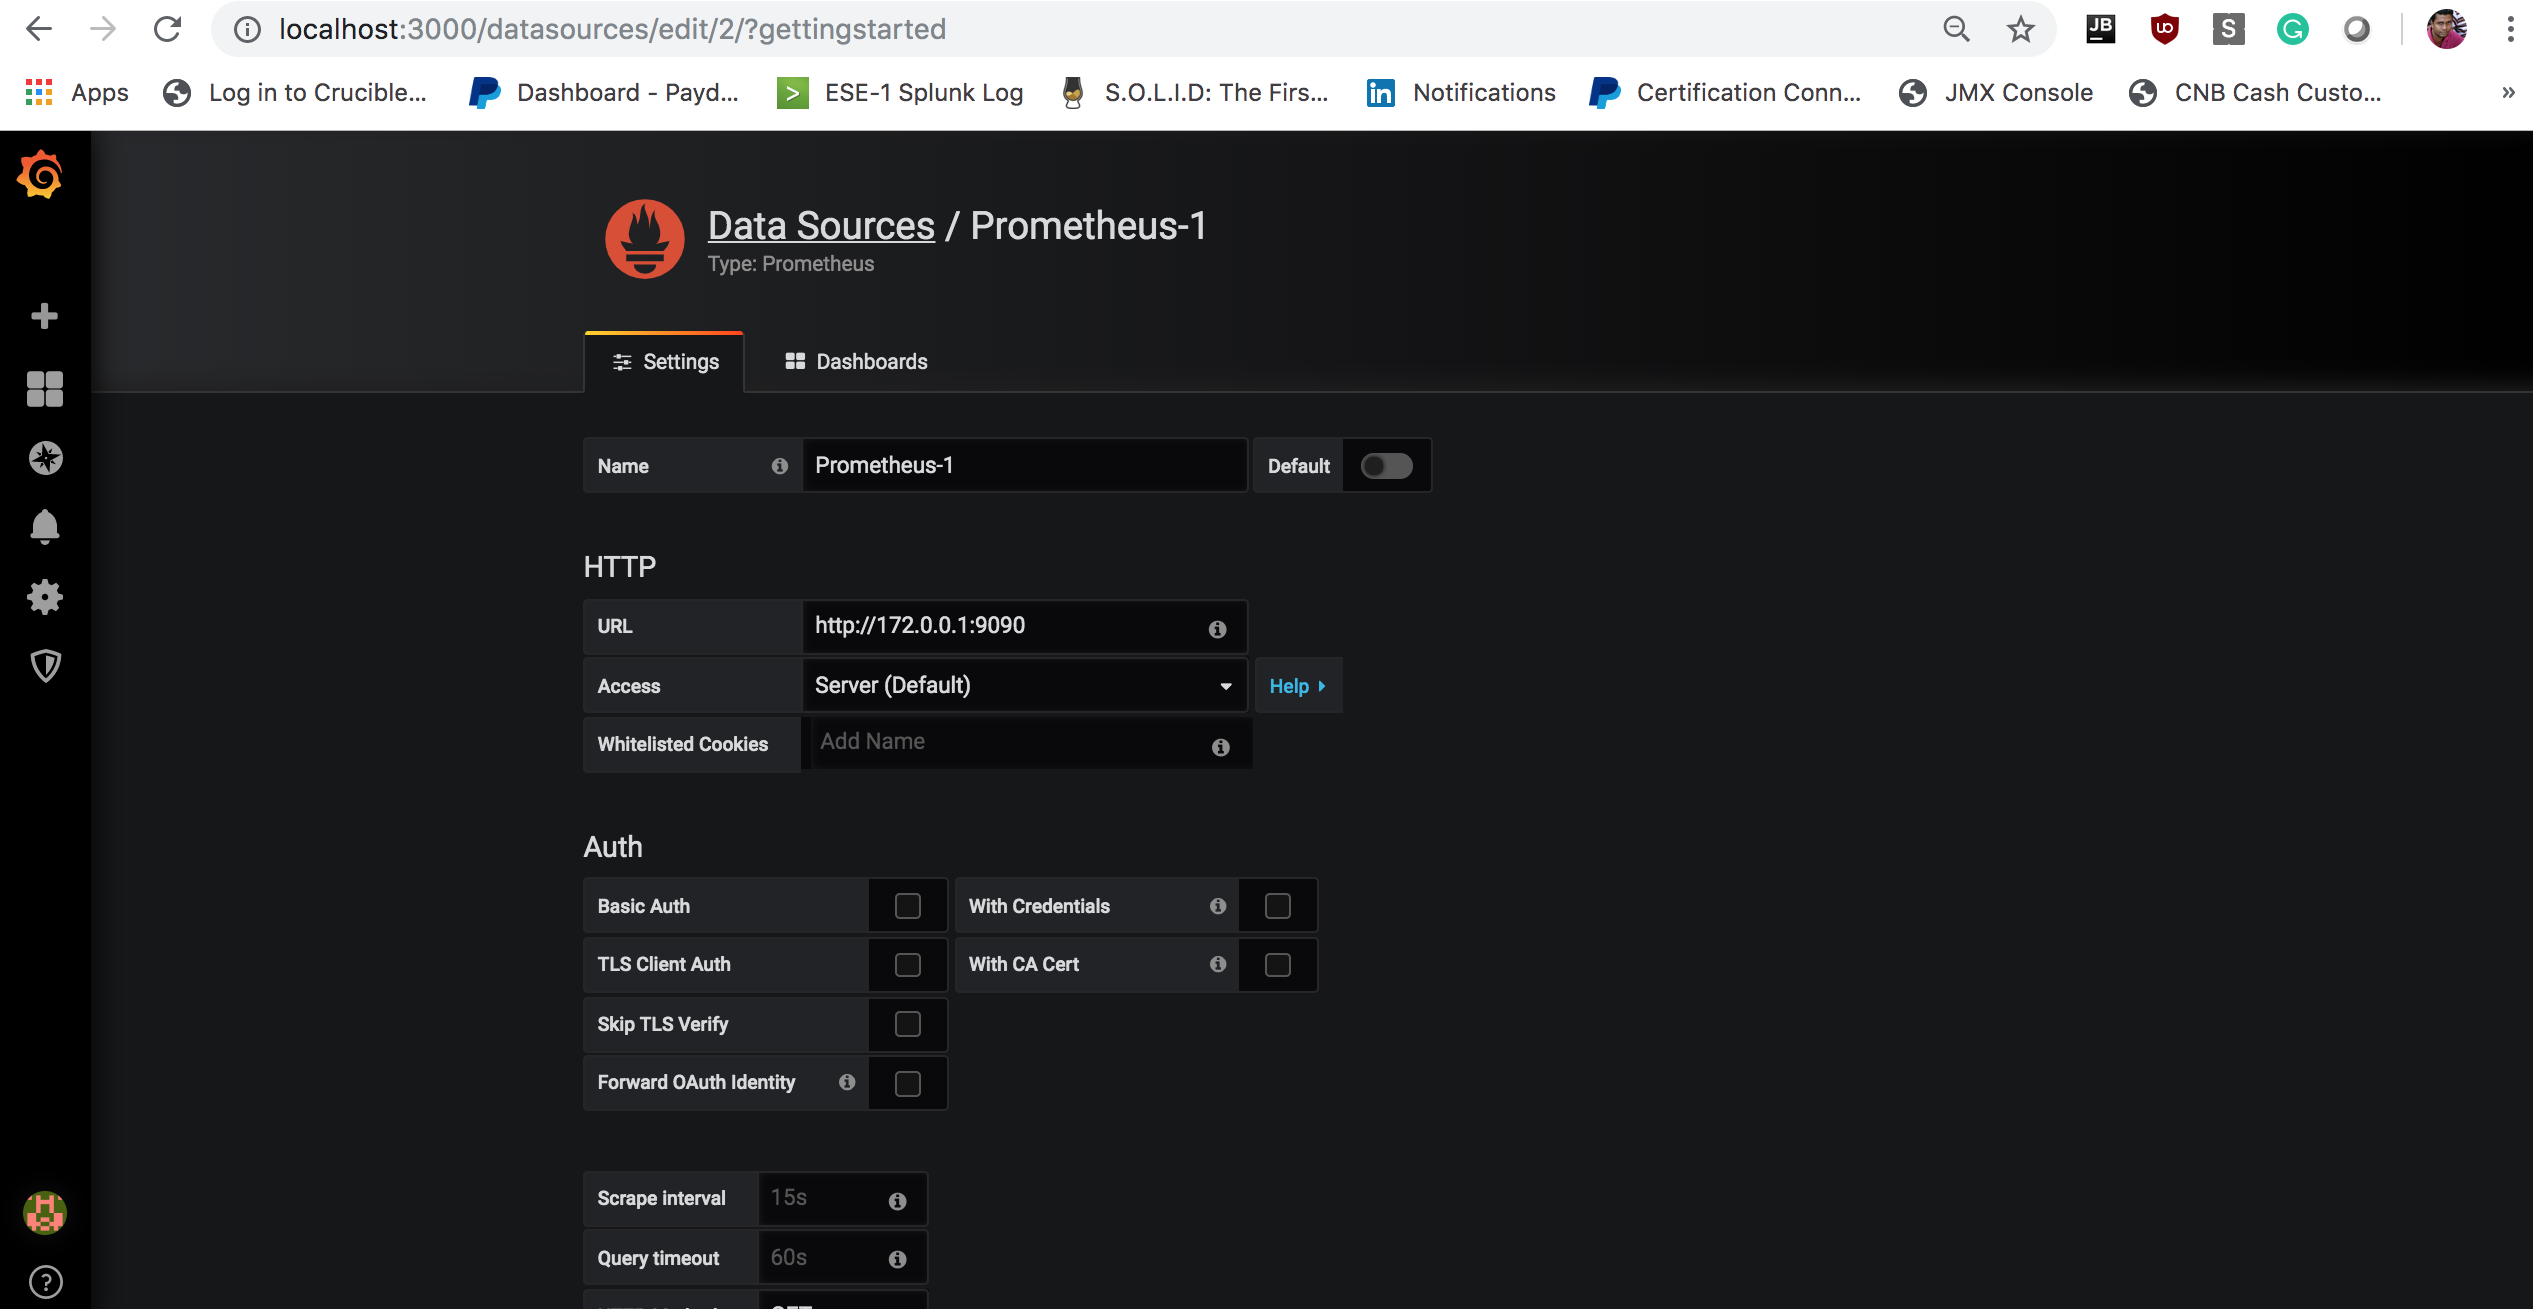 localhost:3000/datasources/edit/2/?gettingstarted
JB
UO
S
G
Apps
Log in to Crucible...
Dashboard - Payd...
ESE-1 Splunk Log
S.O.L.I.D: The Firs...
in
Notifications
Certification Conn...
JMX Console
CNB Cash Custo...
»
Data Sources / Prometheus-1
Type: Prometheus
Settings
Dashboards
Name
Prometheus-1
Default
HTTP
URL
http://172.0.0.1:9090
Access
Server (Default)
Help
Whitelisted Cookies
Add Name
Auth
Basic Auth
With Credentials
TLS Client Auth
With CA Cert
Skip TLS Verify
Forward OAuth Identity
Scrape interval
15s
Query timeout
60s